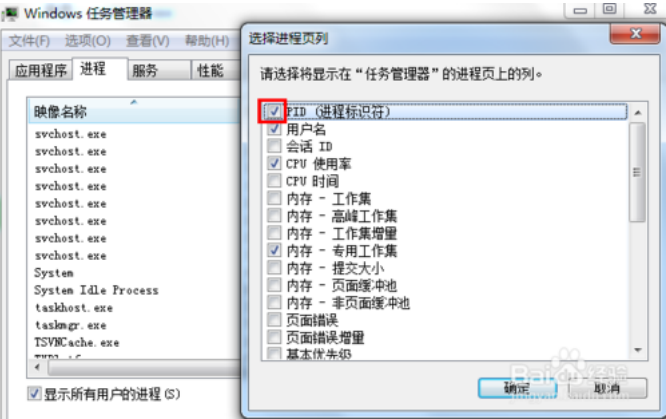 Windows 任务管理器
文件(F) 选项(O) 查看(V) 帮助(H)
应用程序 进程 服务 性能
映像名称
svchost.exe
svchost.exe
svchost.exe
svchost.exe
svchost.exe
svchost.exe
svchost.exe
svchost.exe
System
System Idle Process
taskhost.exe
taskmgr.exe
TSVNCache.exe
显示所有用户的进程(S)
选择进程页列
请选择将显示在“任务管理器”的进程页上的列。
PID (进程标识符)
用户名
会话 ID
CPU 使用率
CPU 时间
内存 - 工作集
内存 - 高峰工作集
内存 - 工作集增量
内存 - 专用工作集
内存 - 提交大小
内存 - 页面缓冲池
内存 - 非页面缓冲池
页面错误
页面错误增量
基本优先级
确定 取消
Baidu 经验